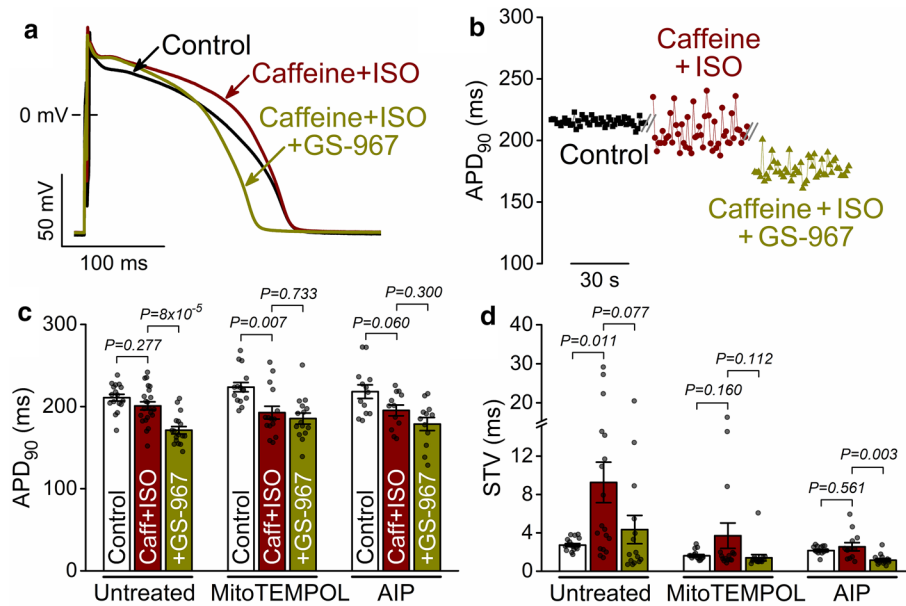 a
Control
Caffeine+ISO
Caffeine+ISO
+GS-967
0 mV
50 mV
100 ms
b
APD90 (ms)
300
250
200
150
100
Caffeine
+ ISO
Control
Caffeine + ISO
+ GS-967
30 s
c
APD90 (ms)
300
200
100
0
P=8x10-5
P=0.277
P=0.733
P=0.007
P=0.300
P=0.060
Control
Caff+ISO
+GS-967
Control
Caff+ISO
+GS-967
Control
Caff+ISO
+GS-967
Untreated
MitoTEMPOL
AIP
d
STV (ms)
40
30
20
12
8
4
0
P=0.077
P=0.011
P=0.112
P=0.160
P=0.003
P=0.561
Untreated
MitoTEMPOL
AIP